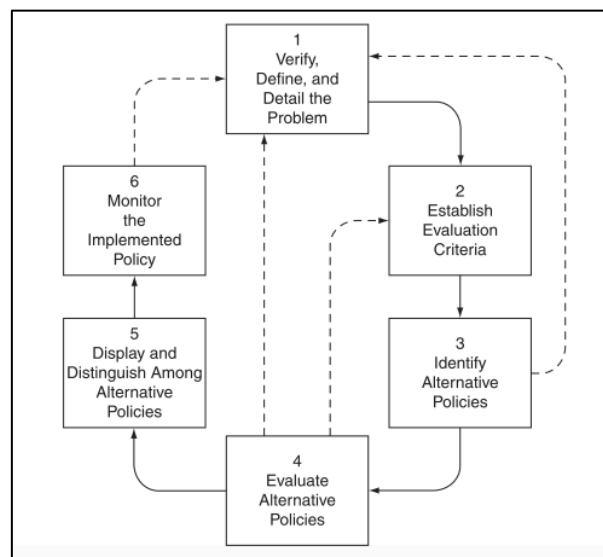 1
Verify,
Define, and
Detail the
Problem
2
Establish
Evaluation
Criteria
3
Identify
Alternative
Policies
4
Evaluate
Alternative
Policies
5
Display and
Distinguish Among
Alternative
Policies
6
Monitor
the
Implemented
Policy